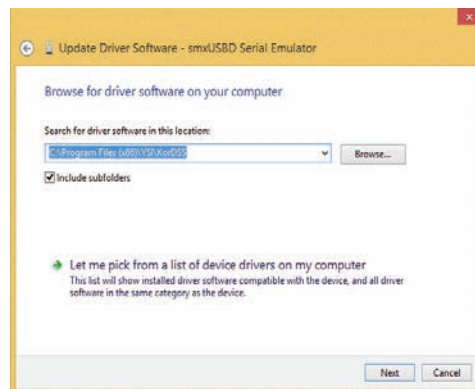 Update Driver Software - smxUSBD Serial Emulator
Browse for driver software on your computer
Search for driver software in this location:
C:\Program Files (x86)\YSI\KorDSS
Browse...
Include subfolders
Let me pick from a list of device drivers on my computer
This list will show installed driver software compatible with the device, and all driver
software in the same category as the device.
Next Cancel